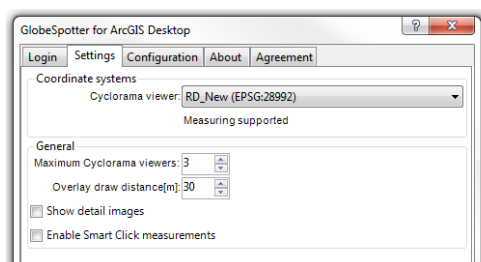 GlobeSpotter for ArcGIS Desktop
Login Settings Configuration About Agreement
Coordinate systems
Cyclorama viewer: RD_New (EPSG:28992)
Measuring supported
General
Maximum Cyclorama viewers: 3
Overlay draw distance[m]: 30
Show detail images
Enable Smart Click measurements